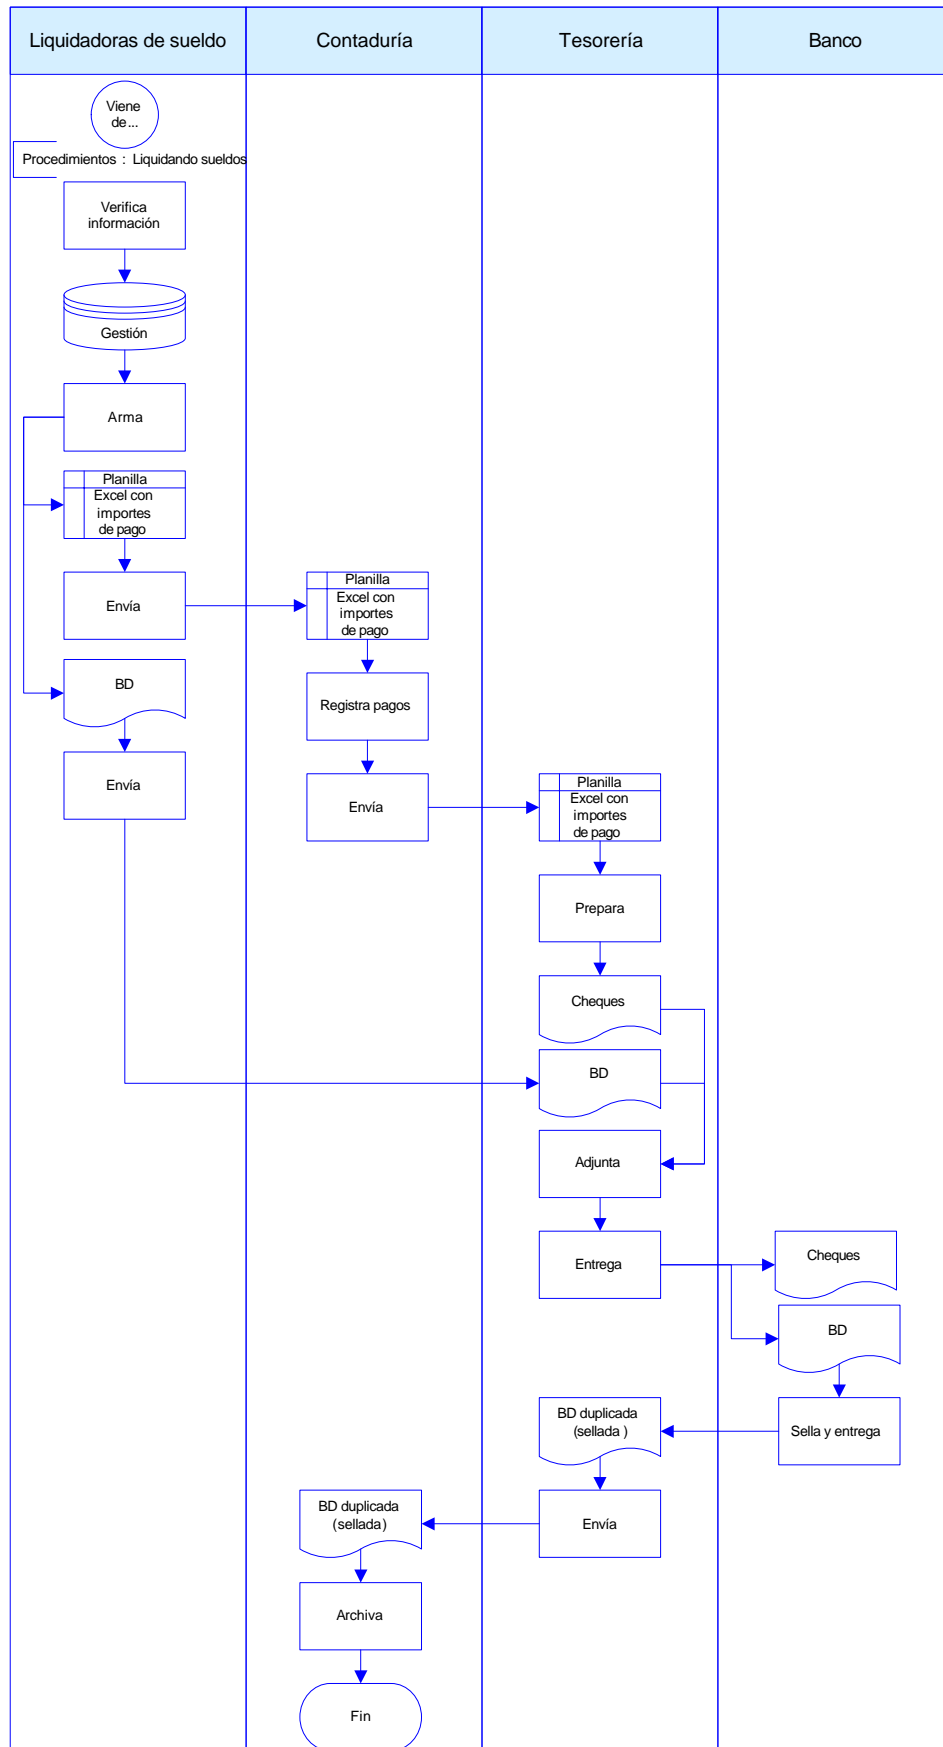 Liquidadoras de sueldo
Contaduría
Tesorería
Banco
Viene
de...
Procedimientos : Liquidando sueldos
Verifica
información
Gestión
Arma
Planilla
Excel con
importes
de pago
Envía
Planilla
Excel con
importes
de pago
BD
Registra pagos
Envía
Envía
Planilla
Excel con
importes
de pago
Prepara
Cheques
BD
Adjunta
Entrega
Cheques
BD
BD duplicada
(sellada )
Sella y entrega
BD duplicada
(sellada)
Envía
Archiva
Fin